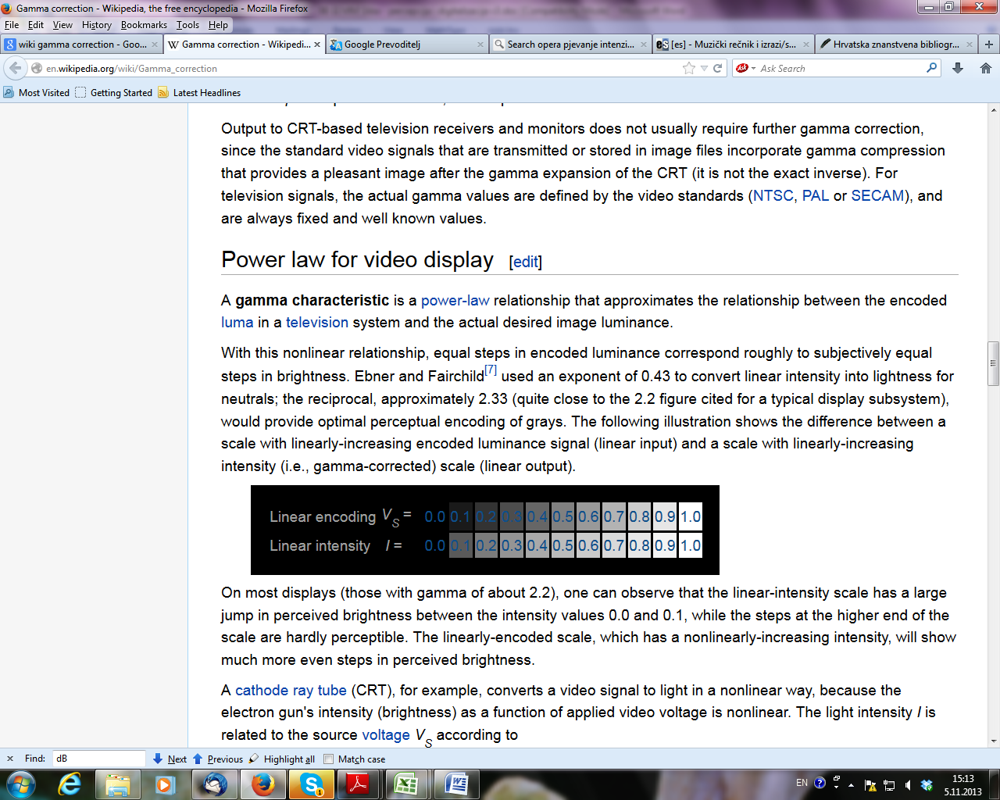 Gamma correction - Wikipedia, the free encyclopedia - Mozilla Firefox
File Edit View History Bookmarks Tools Help
wiki gamma correction - Goo...
Gamma correction - Wikipedi...
Google Prevoditelj
Search opera pjevanje intenzi...
[es] - Muzički rečnik i izrazi/s...
Hrvatska znanstvena bibliogr...
en.wikipedia.org/wiki/Gamma_correction
Ask Search
Most Visited Getting Started Latest Headlines
Output to CRT-based television receivers and monitors does not usually require further gamma correction,
since the standard video signals that are transmitted or stored in image files incorporate gamma compression
that provides a pleasant image after the gamma expansion of the CRT (it is not the exact inverse). For
television signals, the actual gamma values are defined by the video standards (NTSC, PAL or SECAM), and
are always fixed and well known values.
Power law for video display [edit]
A gamma characteristic is a power-law relationship that approximates the relationship between the encoded
luma in a television system and the actual desired image luminance.
With this nonlinear relationship, equal steps in encoded luminance correspond roughly to subjectively equal
steps in brightness. Ebner and Fairchild[7] used an exponent of 0.43 to convert linear intensity into lightness for
neutrals; the reciprocal, approximately 2.33 (quite close to the 2.2 figure cited for a typical display subsystem),
would provide optimal perceptual encoding of grays. The following illustration shows the difference between a
scale with linearly-increasing encoded luminance signal (linear input) and a scale with linearly-increasing
intensity (i.e., gamma-corrected) scale (linear output).
Linear encoding VS = 0.0 0.1 0.2 0.3 0.4 0.5 0.6 0.7 0.8 0.9 1.0
Linear intensity I = 0.0 0.1 0.2 0.3 0.4 0.5 0.6 0.7 0.8 0.9 1.0
On most displays (those with gamma of about 2.2), one can observe that the linear-intensity scale has a large
jump in perceived brightness between the intensity values 0.0 and 0.1, while the steps at the higher end of the
scale are hardly perceptible. The linearly-encoded scale, which has a nonlinearly-increasing intensity, will show
much more even steps in perceived brightness.
A cathode ray tube (CRT), for example, converts a video signal to light in a nonlinear way, because the
electron gun's intensity (brightness) as a function of applied video voltage is nonlinear. The light intensity I is
related to the source voltage VS according to
Find: dB Next Previous Highlight all Match case
EN
15:13
5.11.2013